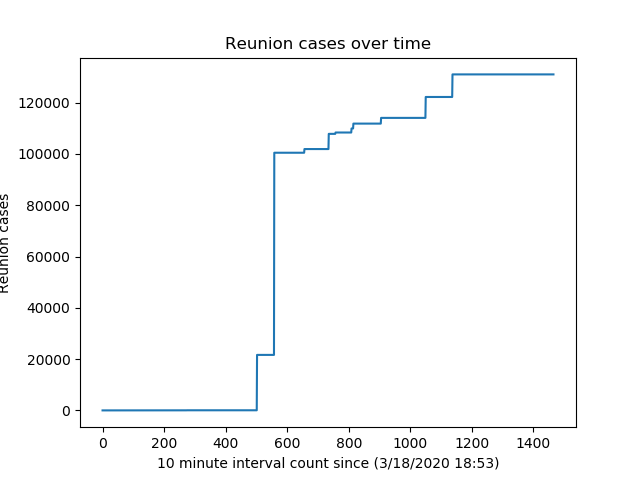 Reunion cases over time
120000
100000
80000
60000
40000
20000
0
Reunion cases
0 200 400 600 800 1000 1200 1400
10 minute interval count since (3/18/2020 18:53)